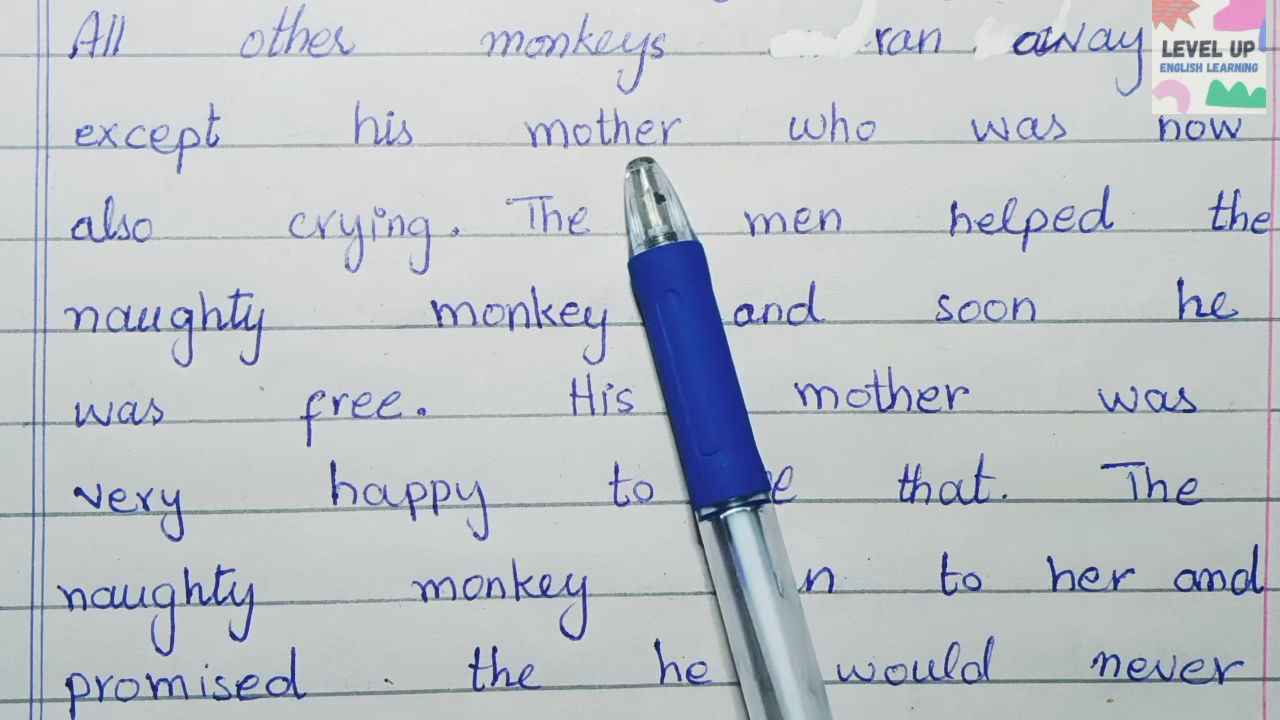 All other monkeys ran away
except his mother who was now
also crying. The men helped the
naughty monkey and soon he
was free. His mother was
very happy to that. The
naughty monkey to her and
promised the he would never
LEVEL UP
ENGLISH LEARNING